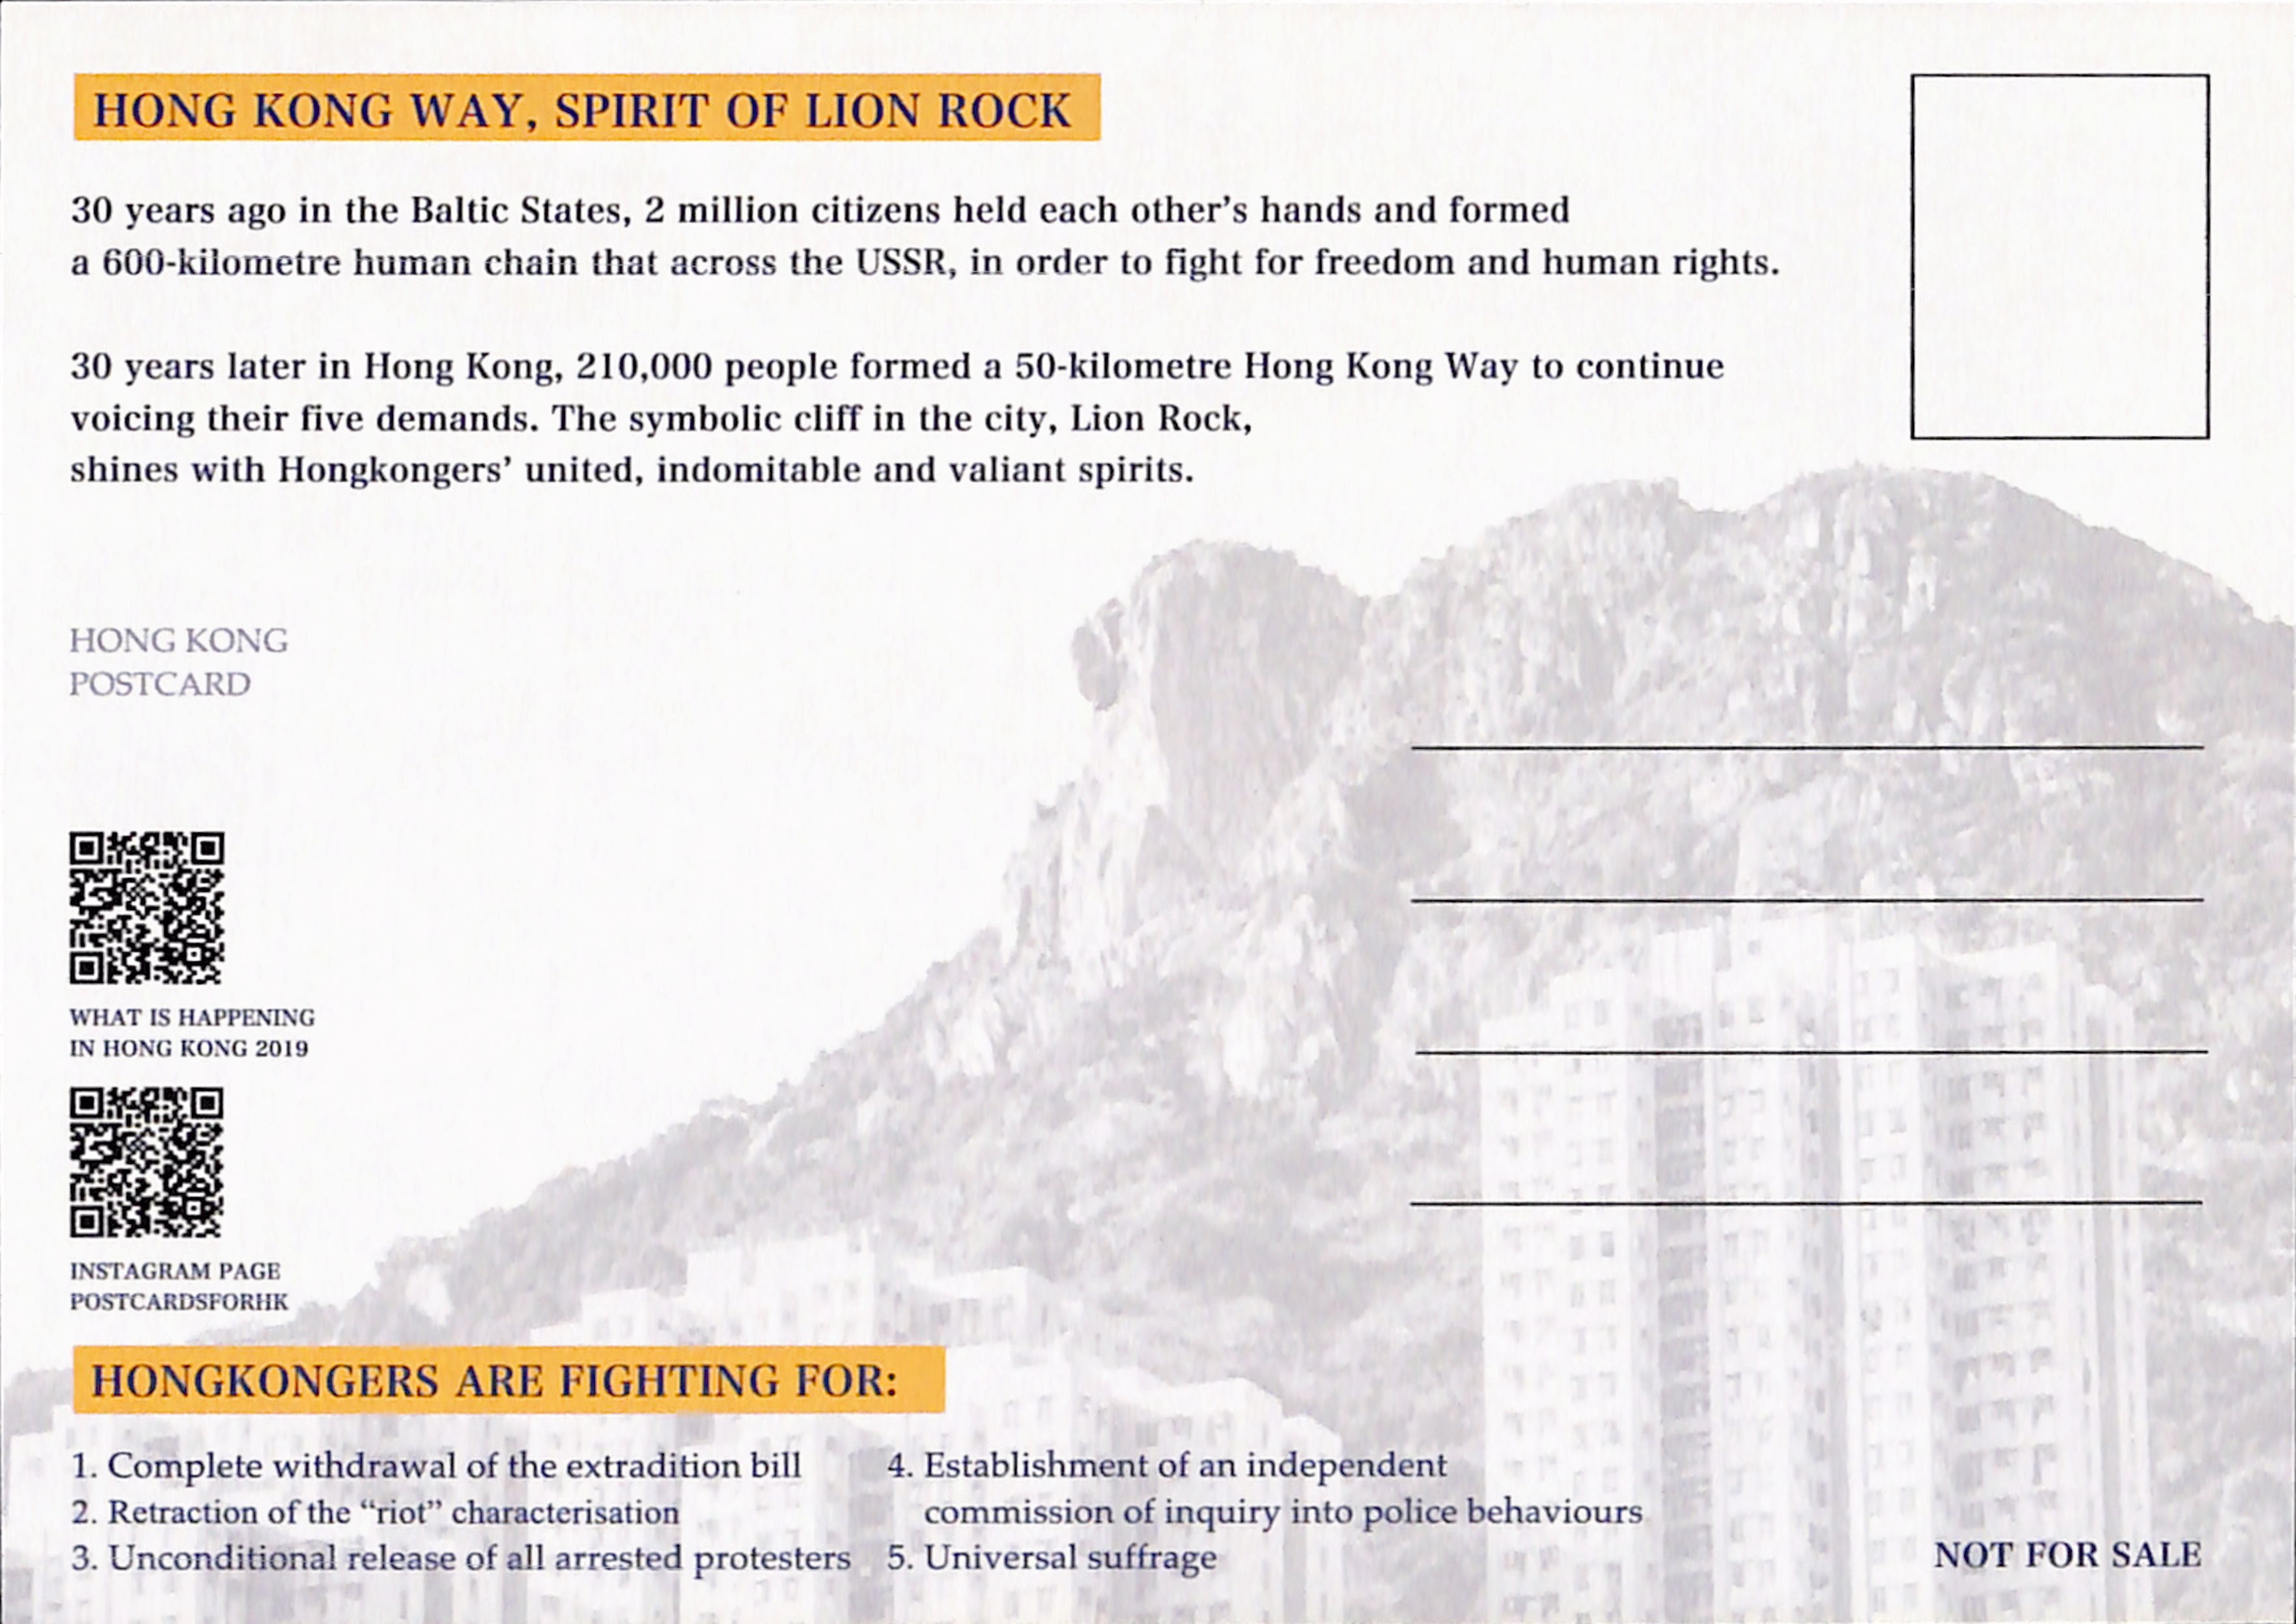 HONG KONG WAY, SPIRIT OF LION ROCK
30 years ago in the Baltic States, 2 million citizens held each other’s hands and formed
a 600-kilometre human chain that across the USSR, in order to fight for freedom and human rights.
30 years later in Hong Kong, 210,000 people formed a 50-kilometre Hong Kong Way to continue
voicing their five demands. The symbolic cliff in the city, Lion Rock,
shines with Hongkongers’ united, indomitable and valiant spirits.
HONG KONG
POSTCARD
WHAT IS HAPPENING
IN HONG KONG 2019
INSTAGRAM PAGE
POSTCARDSFORHK
HONGKONGERS ARE FIGHTING FOR:
1. Complete withdrawal of the extradition bill
2. Retraction of the “riot” characterisation
3. Unconditional release of all arrested protesters
4. Establishment of an independent
commission of inquiry into police behaviours
5. Universal suffrage
NOT FOR SALE